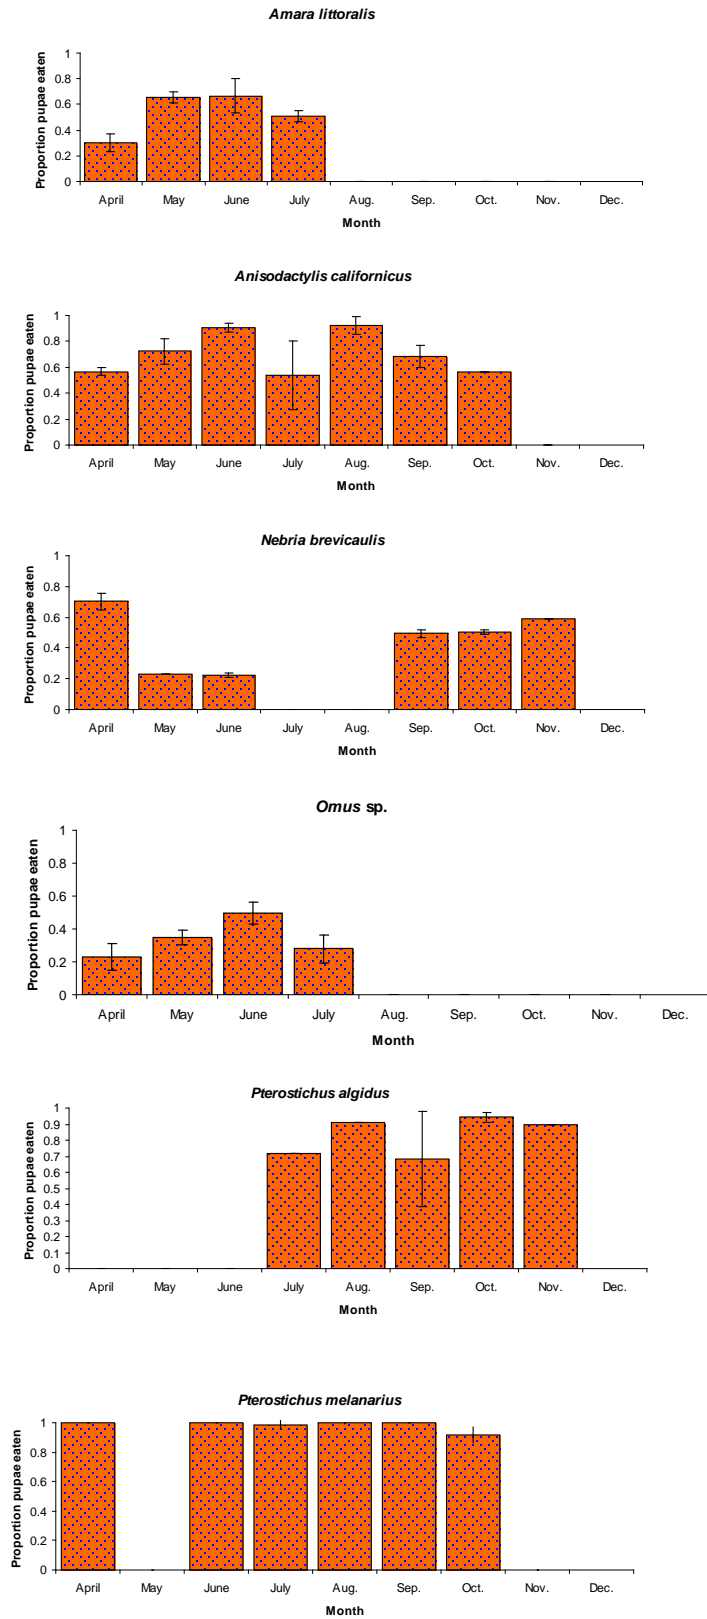 Amara littoralis
Proportion pupae eaten
1
0.8
0.6
0.4
0.2
0
April May June July Aug. Sep. Oct. Nov. Dec.
Month
Anisodactylis californicus
Proportion pupae eaten
1
0.8
0.6
0.4
0.2
0
April May June July Aug. Sep. Oct. Nov. Dec.
Month
Nebria brevicaulis
Proportion pupae eaten
1
0.8
0.6
0.4
0.2
0
April May June July Aug. Sep. Oct. Nov. Dec.
Month
Omus sp.
Proportion pupae eaten
1
0.8
0.6
0.4
0.2
0
April May June July Aug. Sep. Oct. Nov. Dec.
Month
Pterostichus algidus
Proportion pupae eaten
1
0.9
0.8
0.7
0.6
0.5
0.4
0.3
0.2
0.1
0
April May June July Aug. Sep. Oct. Nov. Dec.
Month
Pterostichus melanarius
Proportion pupae eaten
1
0.8
0.6
0.4
0.2
0
April May June July Aug. Sep. Oct. Nov. Dec.
Month